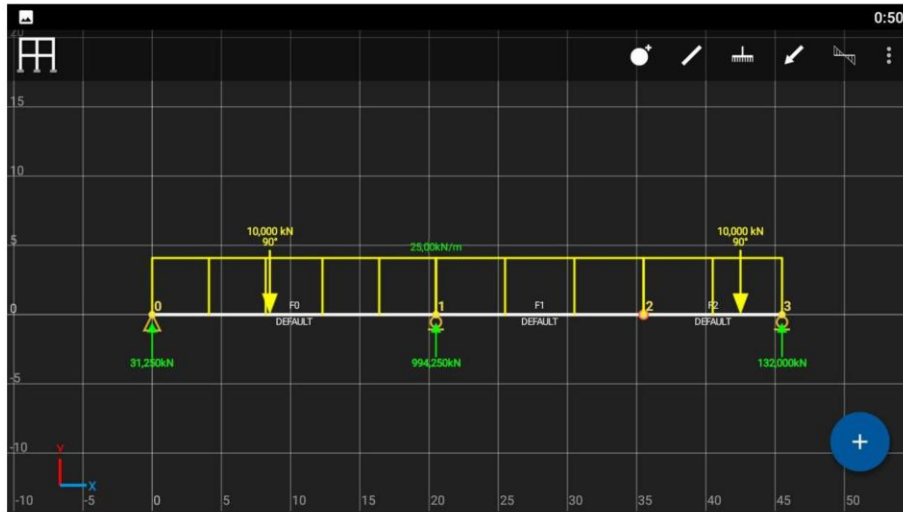 0:50
20
15
10
10,000 kN
90°
10,000 kN
90°
5
25,00kN/m
0
0
F0
1
F1
2
F2
3
DEFAULT
DEFAULT
DEFAULT
31,250kN
994,250kN
132,000kN
-5
-10
Y
X
+
-10
-5
0
5
10
15
20
25
30
35
40
45
50